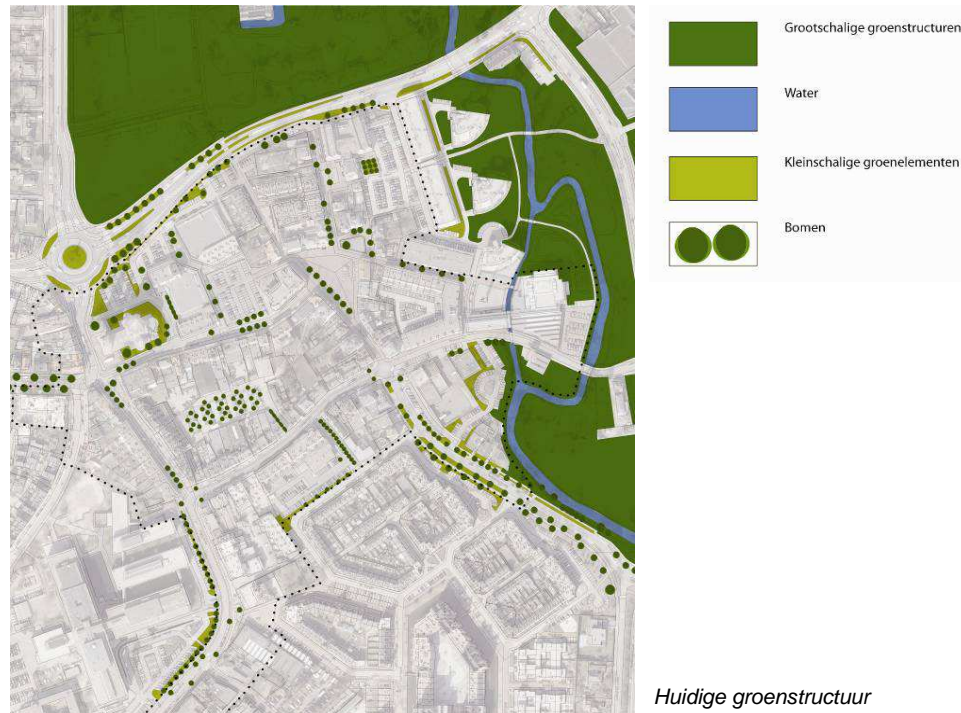 Grootschalige groenstructuren
Water
Kleinschalige groenelementen
Bomen
Huidige groenstructuur